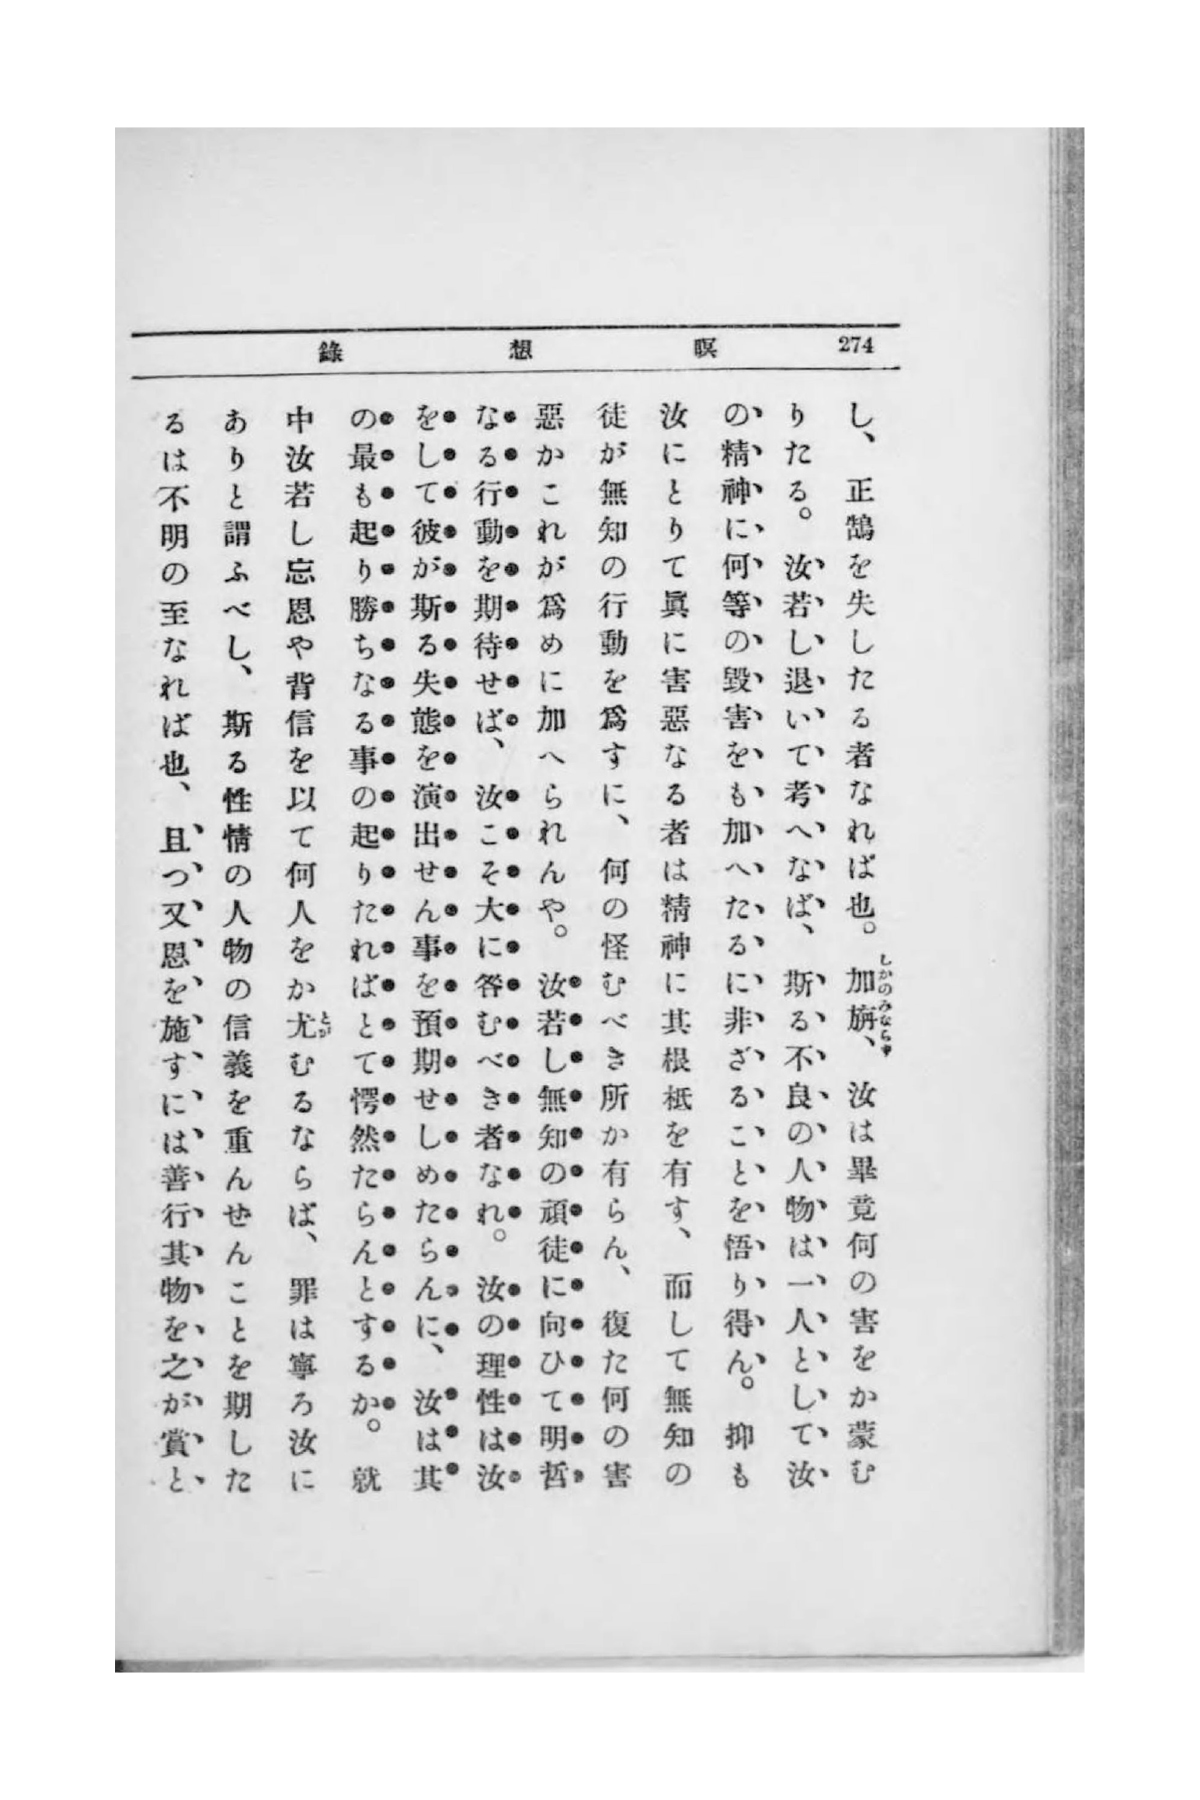 274 瞑想錄
し、正鵠を失したる者なれば也。加旃、汝は畢竟何の害をか蒙む
しかのみならず
りたる。汝若し退いて考へなば、斯る不良の人物は一人として汝
の精神に何等の毀害をも加へたるに非ざることを悟り得ん。抑も
汝にとりて眞に害惡なる者は精神に其根柢を有す、而して無知の
徒が無知の行動を爲すに、何の怪むべき所か有らん、復た何の害
惡かこれが爲めに加へられんや。汝若し無知の頑徒に向ひて明哲
なる行動を期待せば、汝こそ大に咎むべき者なれ。汝の理性は汝
をして彼が斯る失態を演出せん事を預期せしめたらんに、汝は其
の最も起り勝ちなる事の起りたればとて愕然たらんとするか。就
中汝若し忘恩や背信を以て何人をか尤むるならば、罪は寧ろ汝に
とが
ありと謂ふべし、斯る性情の人物の信義を重んぜんことを期した
るは不明の至なれば也、且つ又恩を施すには善行其物を之が賞と